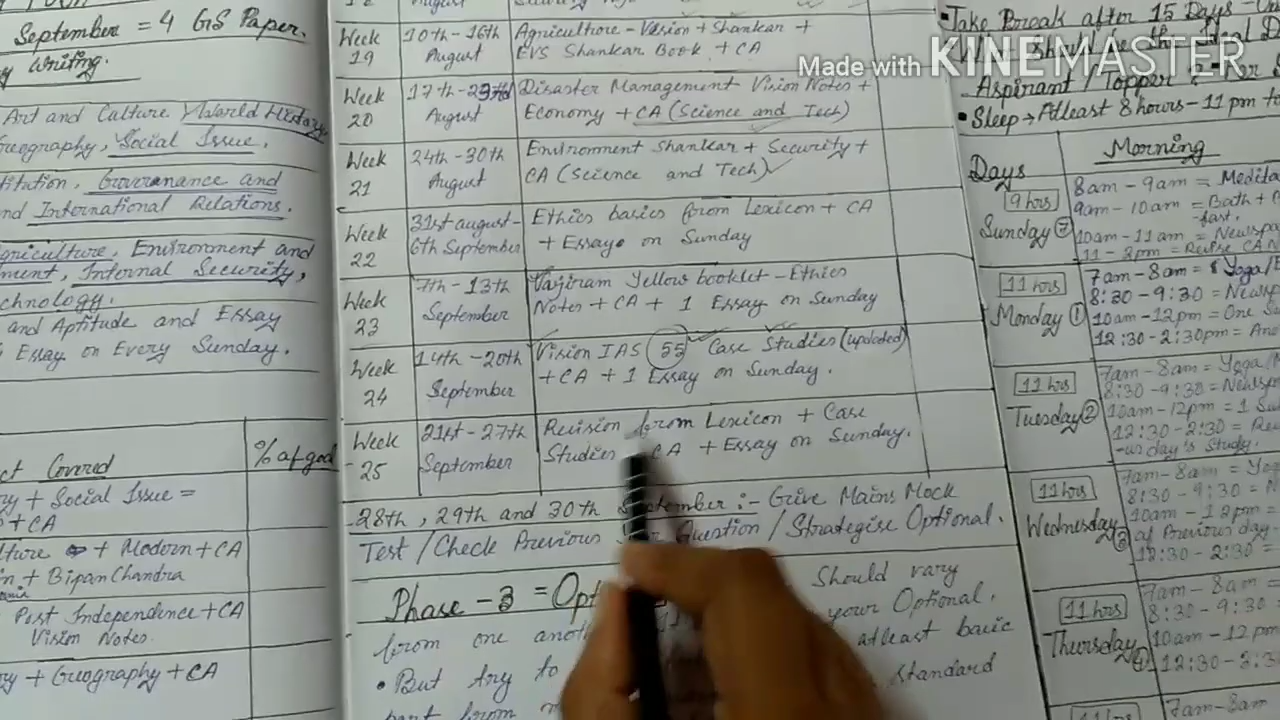 September = 4 GS Paper.
Writing.
Art and Culture, World History
Geography, Social Issue.
Governance and
and International Relations.
Agriculture, Environment and
Internal Security,
and Aptitude and Essay
Essay on Every Sunday.
Covered
% of goal
+ Social Issue =
+ CA
+ Modern + CA
+ Bipan Chandra
Post Independence + CA
Vision Notes.
+ Geography + CA
August
Week 19
10th - 16th August
Agriculture - Vision + Shankar +
EVS Shankar Book + CA
Week 20
17th - 23rd August
Disaster Management Vision Notes +
Economy + CA (Science and Tech)
Week 21
24th - 30th August
Environment Shankar + Security +
CA (Science and Tech)
Week 22
31st august - 6th September
Ethics basics from Lexicon + CA
+ Essay on Sunday
Week 23
7th - 13th September
Vajiram Yellow booklet - Ethics
Notes + CA + 1 Essay on Sunday
Week 24
14th - 20th September
Vision IAS 55 Case Studies (updated)
+ CA + 1 Essay on Sunday.
Week 25
21st - 27th September
Revision from Lexicon + Case
Studies CA + Essay on Sunday.
28th, 29th and 30th September :- Give Mains Mock
Test / Check Previous Question / Strategise Optional.
Phase - 3 =
Should vary
from one your Optional.
• But try to atleast basic
Standard
• Take Break after 15 Days
Made with KINEMASTER
Aspirant / Topper ?
• Sleep → Atleast 8 hours - 11 pm to
Days
Morning
9 hrs
Sunday 7
8am - 9am =
9am - 10am = Bath +
10am - 11am =
11 - 2pm =
11 hrs
Monday 1
7am - 8am = Yoga /
8:30 - 9:30 =
10am - 12pm = One
12:30 - 2:30pm =
11 hrs
Tuesday 2
7am - 8am = Yoga /
8:30 - 9:30 =
10am - 12pm = 1
12:30 - 2:30 =
day's Study.
11 hrs
Wednesday 3
7am - 8am =
8:30 - 9:30 =
10am - 12pm =
of Previous day
12:30 - 2:30 =
11 hrs
Thursday 4
7am - 8am =
8:30 - 9:30
10am - 12pm
7am - 8am